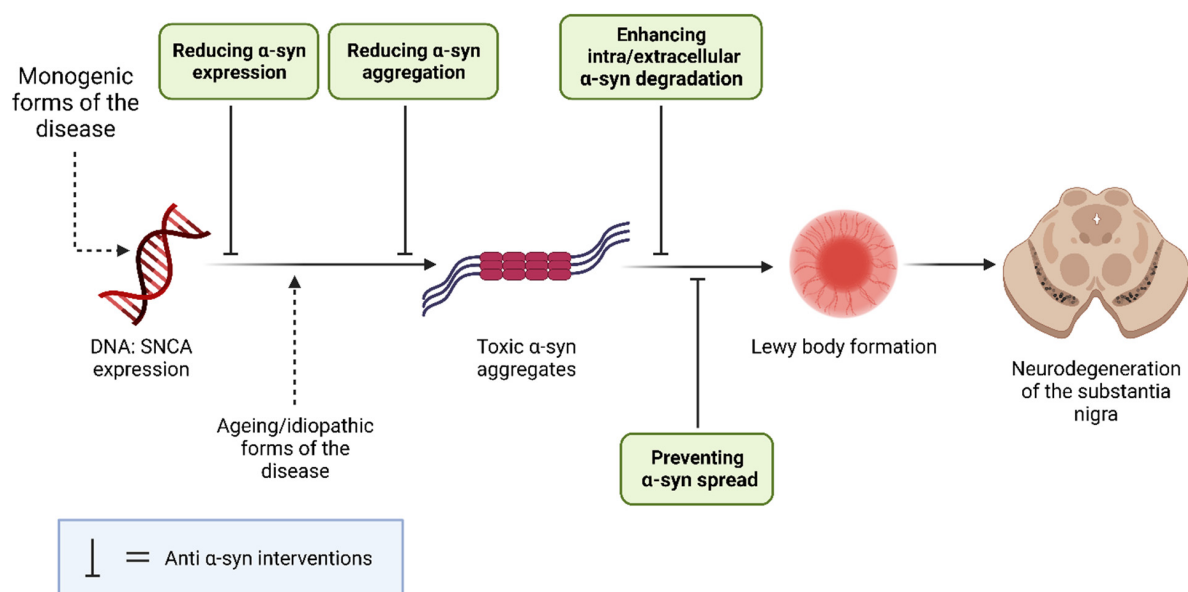 Monogenic
forms of the
disease
Reducing α-syn
expression
Reducing α-syn
aggregation
Enhancing
intra/extracellular
α-syn degradation
DNA: SNCA
expression
Toxic α-syn
aggregates
Lewy body formation
Neurodegeneration
of the substantia
nigra
Ageing/idiopathic
forms of the
disease
Preventing
α-syn spread
= Anti α-syn interventions